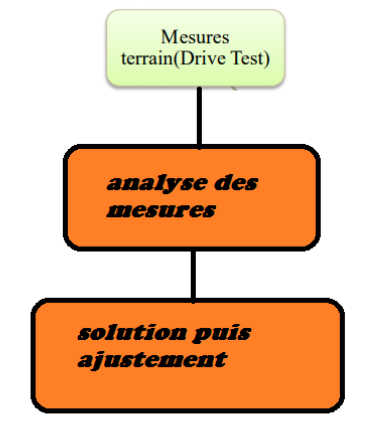 Mesures
terrain(Drive Test)
analyse des
mesures
solution puis
ajustement